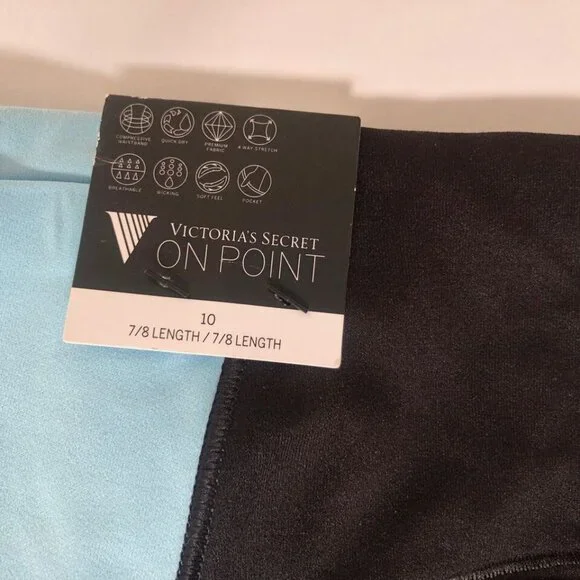 COMPRESSIVE
WAISTBAND
QUICK DRY
PREMIUM
FABRIC
4 WAY STRETCH
BREATHABLE
WICKING
SOFT FEEL
POCKET
VICTORIA'S SECRET
ON POINT
10
7/8 LENGTH / 7/8 LENGTH